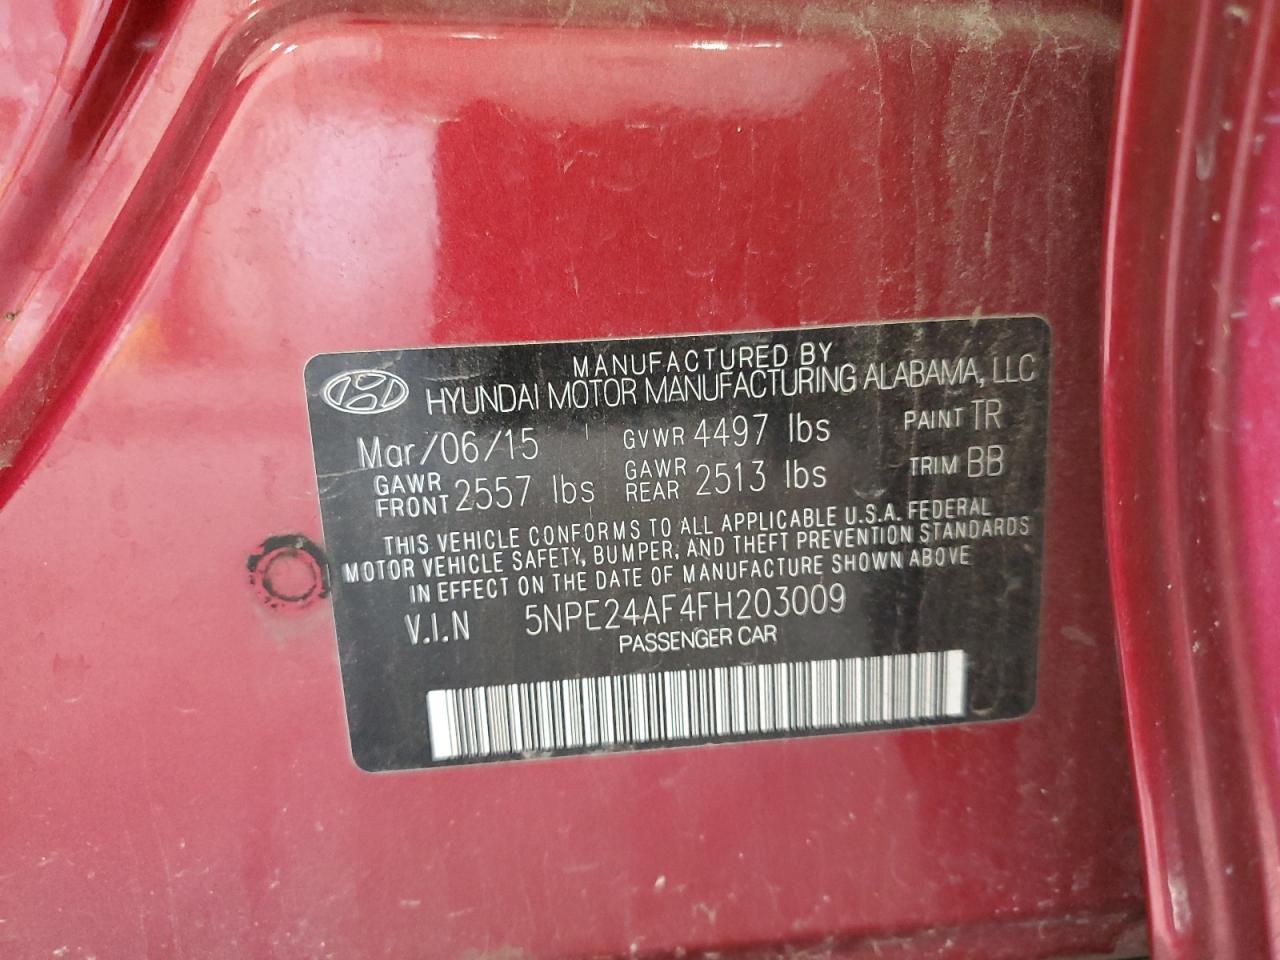 MANUFACTURED BY
HYUNDAI MOTOR MANUFACTURING ALABAMA, LLC
Mar/06/15 GVWR 4497 lbs PAINT TR
GAWR FRONT 2557 lbs GAWR REAR 2513 lbs TRIM BB
THIS VEHICLE CONFORMS TO ALL APPLICABLE U.S.A. FEDERAL
MOTOR VEHICLE SAFETY, BUMPER, AND THEFT PREVENTION STANDARDS
IN EFFECT ON THE DATE OF MANUFACTURE SHOWN ABOVE
V.I.N 5NPE24AF4FH203009
PASSENGER CAR